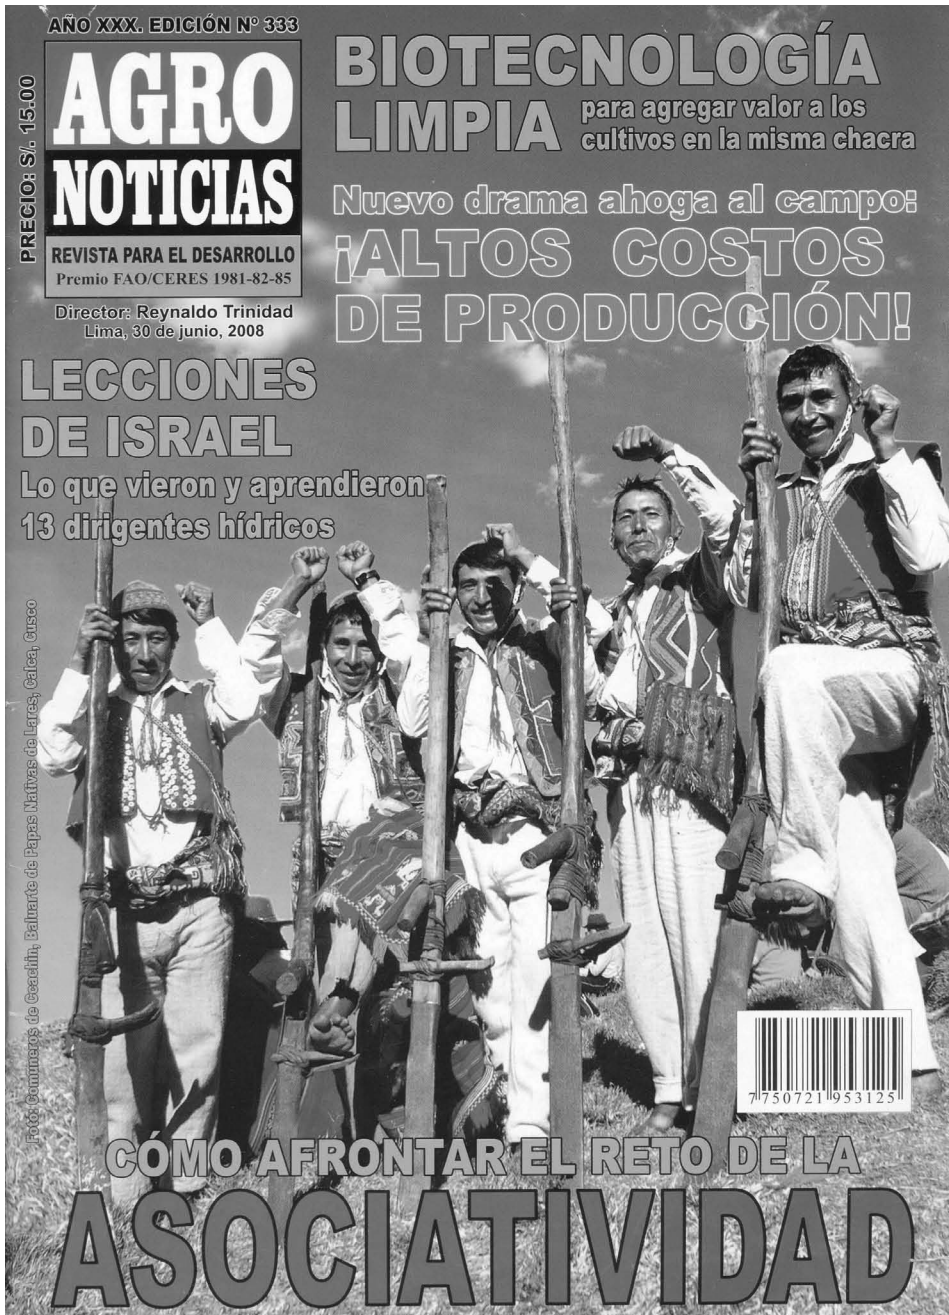 AÑO XXX. EDICIÓN Nº 333
PRECIO: S/. 15.00
AGRO
NOTICIAS
REVISTA PARA EL DESARROLLO
Premio FAO/CERES 1981-82-85
Director: Reynaldo Trinidad
Lima, 30 de junio, 2008
BIOTECNOLOGÍA
LIMPIA
para agregar valor a los
cultivos en la misma chacra
Nuevo drama ahoga al campo:
¡ALTOS COSTOS
DE PRODUCCIÓN!
LECCIONES
DE ISRAEL
Lo que vieron y aprendieron
13 dirigentes hídricos
Foto: Comuneros de Ccachin, Baluarte de Papas Nativas de Lares, Calca, Cusco
7 750721 953125
CÓMO AFRONTAR EL RETO DE LA
ASOCIATIVIDAD